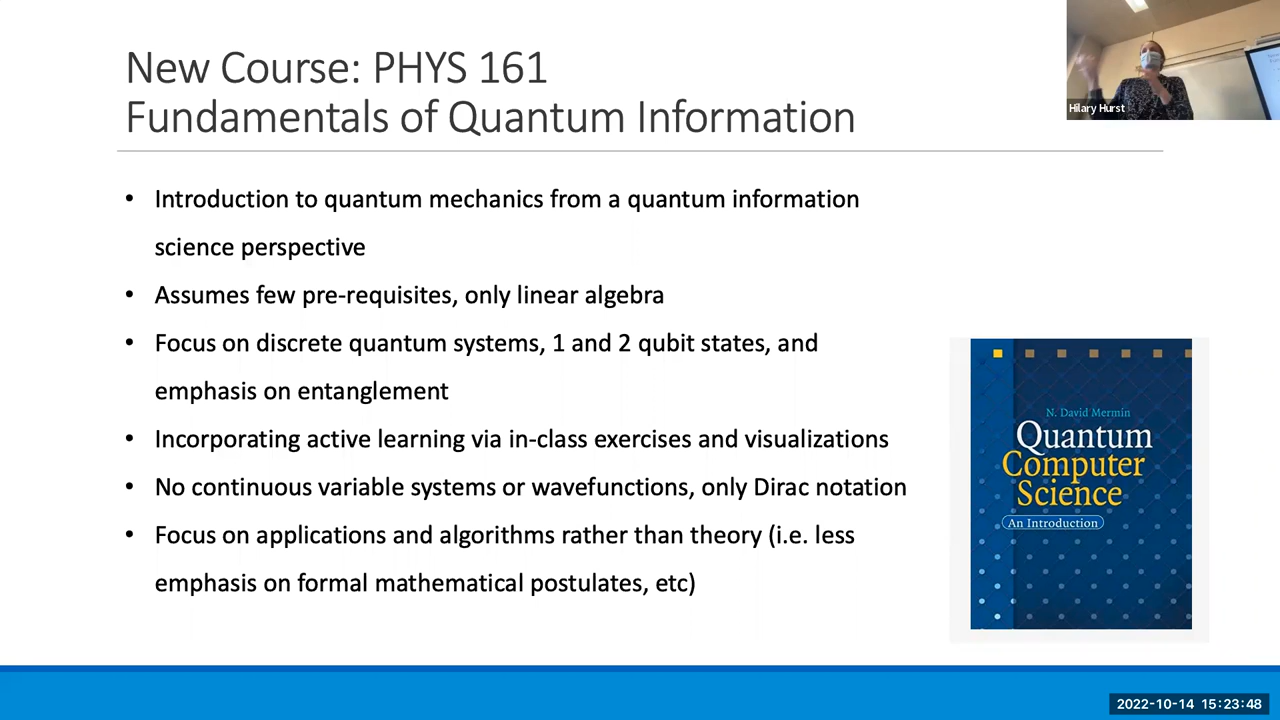 New Course: PHYS 161
Fundamentals of Quantum Information
Hilary Hurst
• Introduction to quantum mechanics from a quantum information
science perspective
• Assumes few pre-requisites, only linear algebra
• Focus on discrete quantum systems, 1 and 2 qubit states, and
emphasis on entanglement
• Incorporating active learning via in-class exercises and visualizations
• No continuous variable systems or wavefunctions, only Dirac notation
• Focus on applications and algorithms rather than theory (i.e. less
emphasis on formal mathematical postulates, etc)
N. David Mermin
Quantum
Computer
Science
An Introduction
2022-10-14 15:23:48